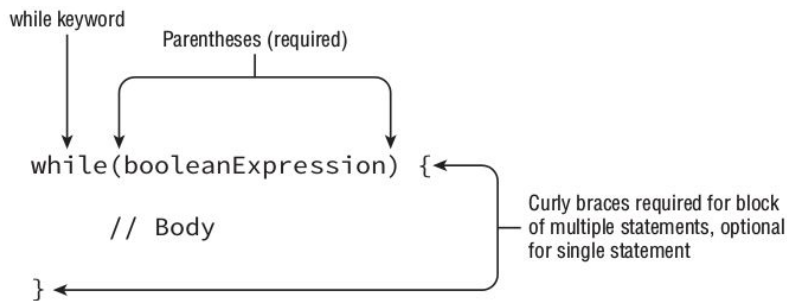 while keyword
Parentheses (required)
while(booleanExpression) {
Curly braces required for block
of multiple statements, optional
for single statement
// Body
}